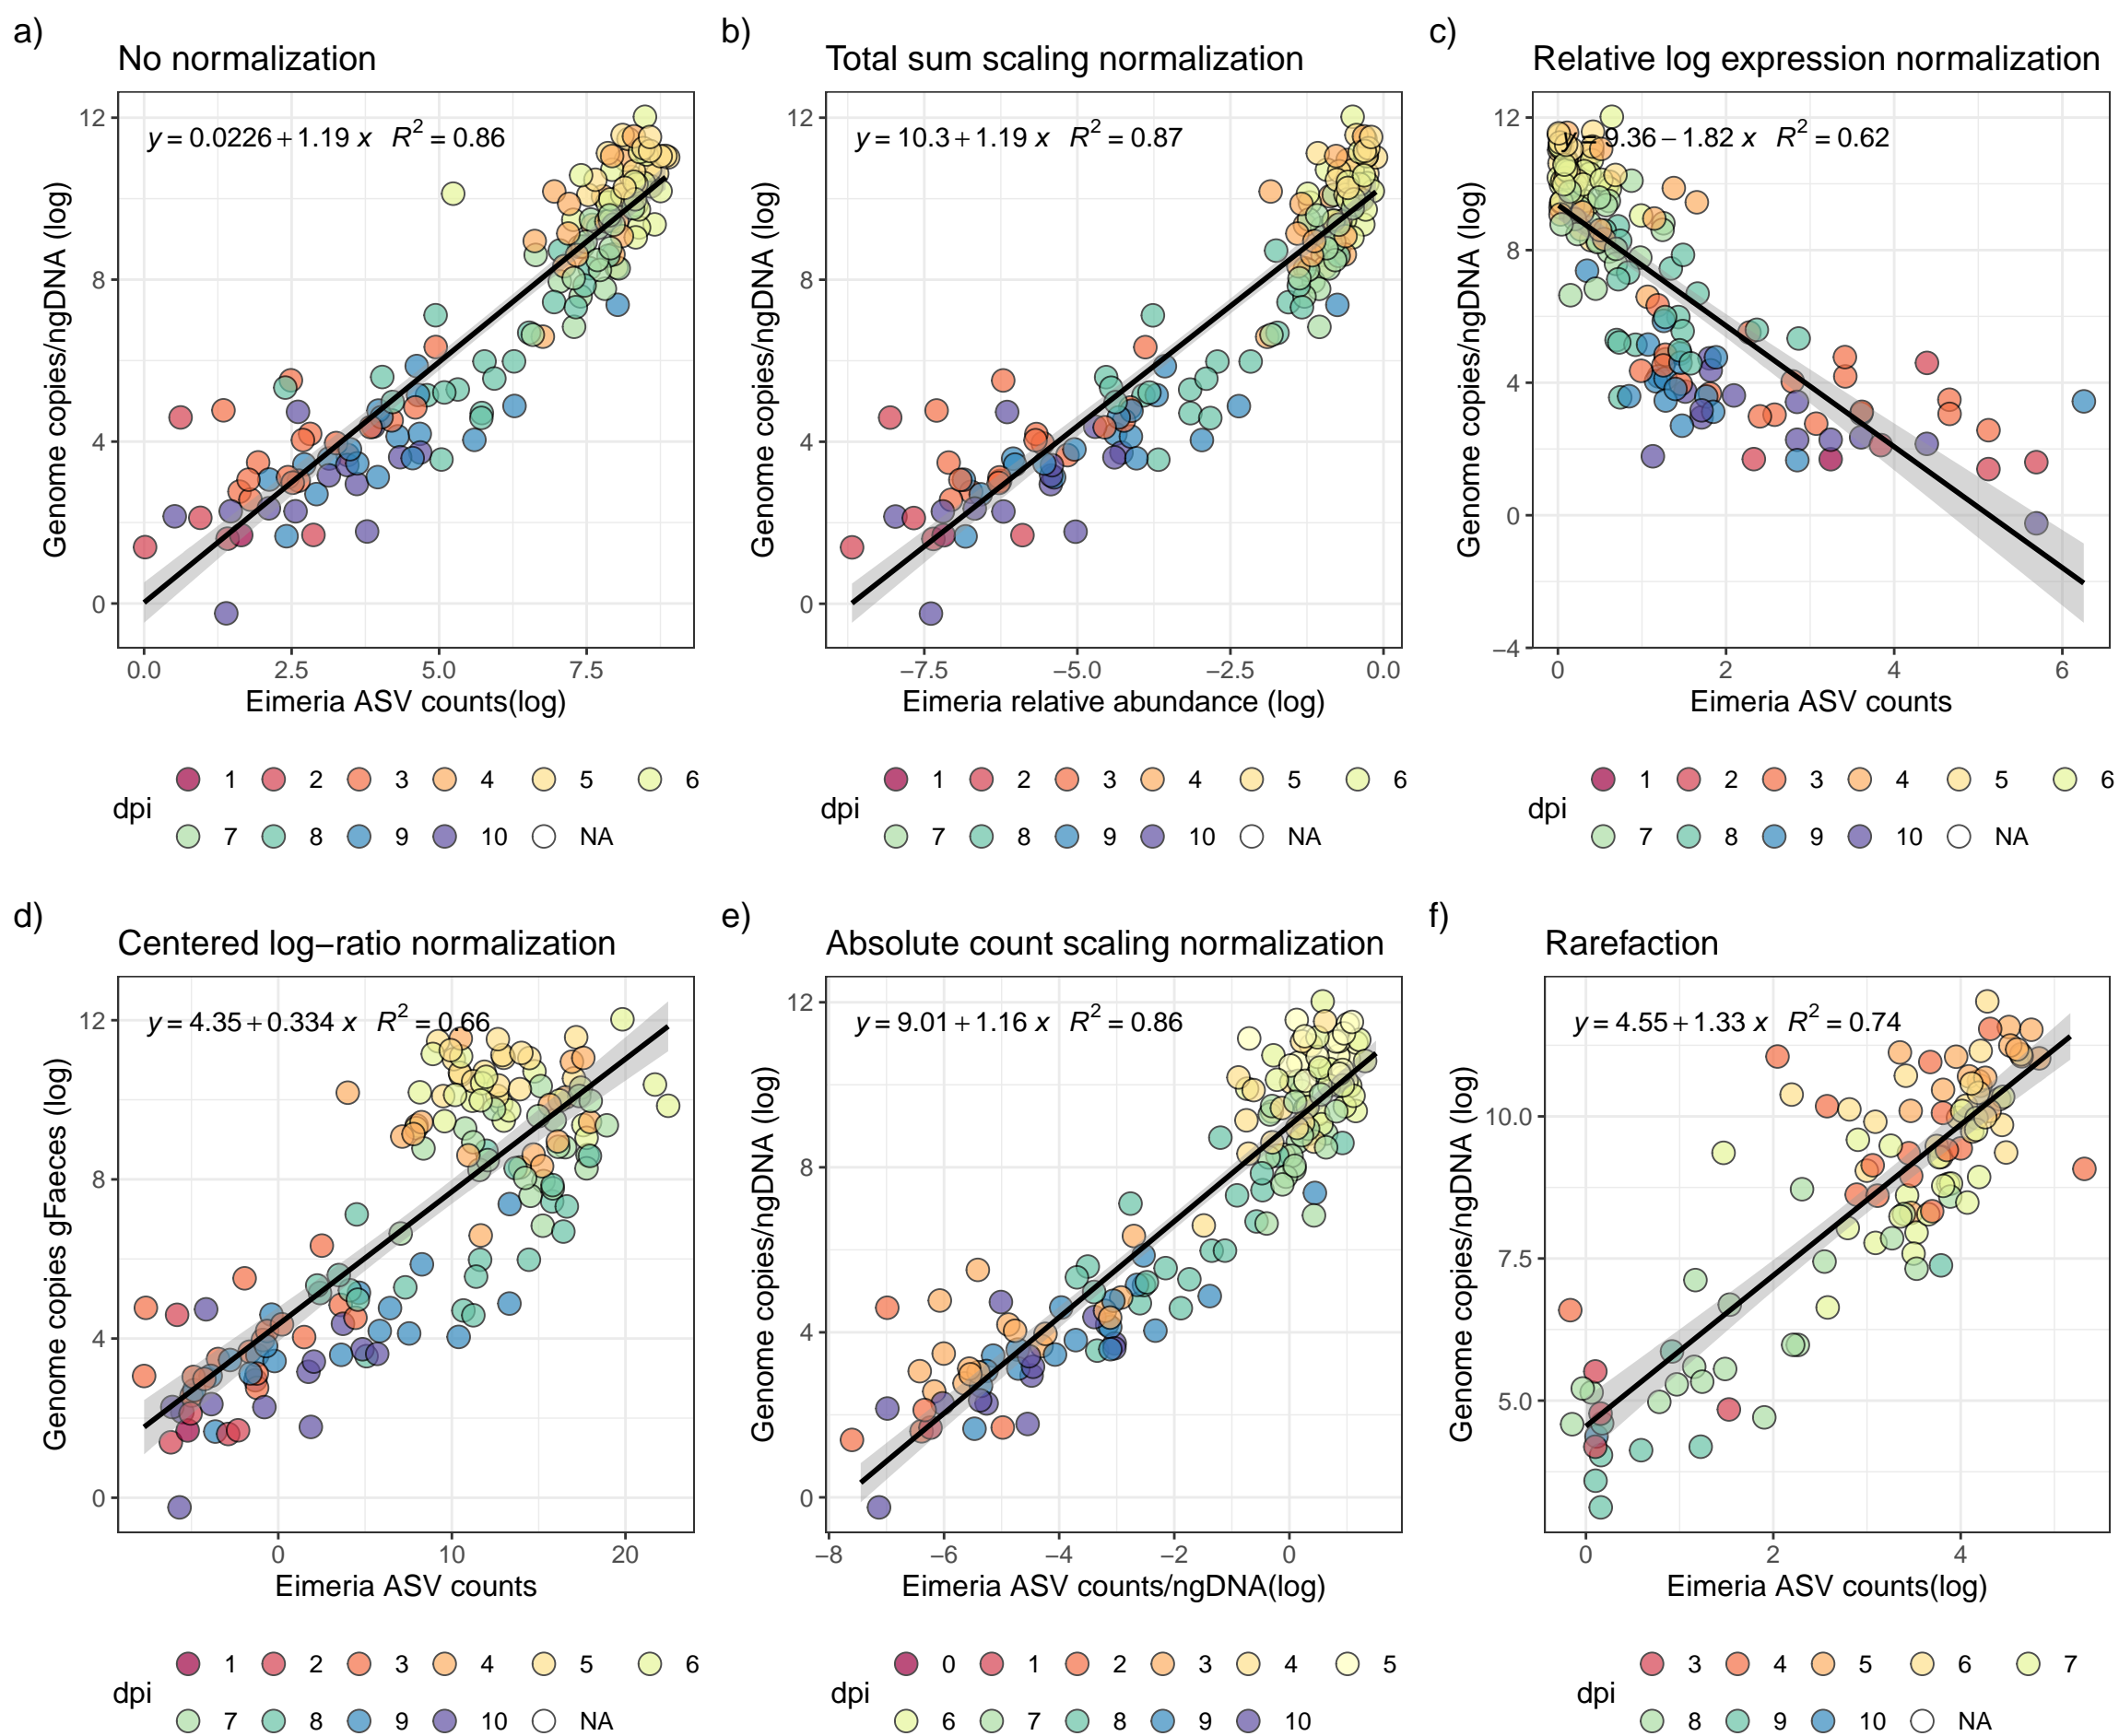 a)
No normalization
y = 0.0226 + 1.19 x R2 = 0.86
12
8
4
0
0.0 2.5 5.0 7.5
Genome copies/ngDNA (log)
Eimeria ASV counts(log)
dpi
1 2 3 4 5 6
7 8 9 10 NA
b)
Total sum scaling normalization
y = 10.3 + 1.19 x R2 = 0.87
12
8
4
0
−7.5 −5.0 −2.5 0.0
Genome copies/ngDNA (log)
Eimeria relative abundance (log)
dpi
1 2 3 4 5 6
7 8 9 10 NA
c)
Relative log expression normalization
y = 9.36 − 1.82 x R2 = 0.62
12
8
4
0
−4
0 2 4 6
Genome copies/ngDNA (log)
Eimeria ASV counts
dpi
1 2 3 4 5 6
7 8 9 10 NA
d)
Centered log−ratio normalization
y = 4.35 + 0.334 x R2 = 0.66
12
8
4
0
0 10 20
Genome copies gFaeces (log)
Eimeria ASV counts
dpi
1 2 3 4 5 6
7 8 9 10 NA
e)
Absolute count scaling normalization
y = 9.01 + 1.16 x R2 = 0.86
12
8
4
0
−8 −6 −4 −2 0
Genome copies/ngDNA (log)
Eimeria ASV counts/ngDNA(log)
dpi
0 1 2 3 4 5
6 7 8 9 10
f)
Rarefaction
y = 4.55 + 1.33 x R2 = 0.74
10.0
7.5
5.0
0 2 4
Genome copies/ngDNA (log)
Eimeria ASV counts(log)
dpi
3 4 5 6 7
8 9 10 NA